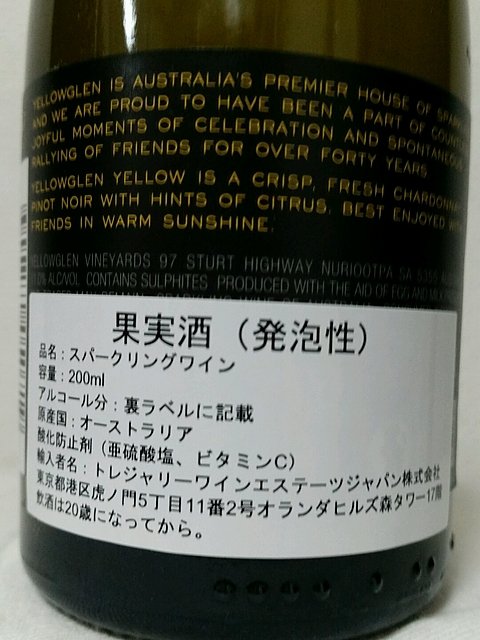 YELLOWGLEN IS AUSTRALIA'S PREMIER HOUSE OF
AND WE ARE PROUD TO HAVE BEEN A PART OF
JOYFUL MOMENTS OF CELEBRATION AND SPONTANEOUS
RALLYING OF FRIENDS FOR OVER FORTY YEARS
YELLOWGLEN YELLOW IS A CRISP, FRESH
PINOT NOIR WITH HINTS OF CITRUS. BEST ENJOYED
FRIENDS IN WARM SUNSHINE.
YELLOWGLEN VINEYARDS 97 STURT HIGHWAY NURIOOTPA SA 5355
ALC/VOL CONTAINS SULPHITES PRODUCED WITH THE AID OF EGG AND
果実酒（発泡性）
品名：スパークリングワイン
容量：200ml
アルコール分：裏ラベルに記載
原産国：オーストラリア
酸化防止剤（亜硫酸塩、ビタミンC）
輸入者名：トレジャリーワインエステーツジャパン株式会社
東京都港区虎ノ門5丁目11番2号オランダヒルズ森タワー17階
飲酒は20歳になってから。